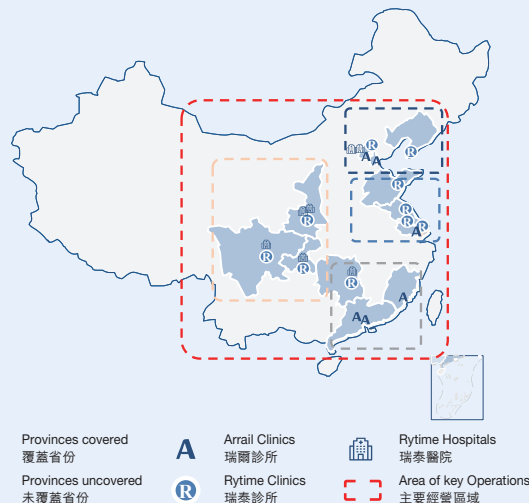 R
A
A
R
R
R
R
R
R
A
R
R
R
R
A
A
A
Provinces covered
覆蓋省份
A
Arrail Clinics
瑞爾診所
Rytime Hospitals
瑞泰醫院
Provinces uncovered
未覆蓋省份
R
Rytime Clinics
瑞泰診所
Area of key Operations
主要經營區域